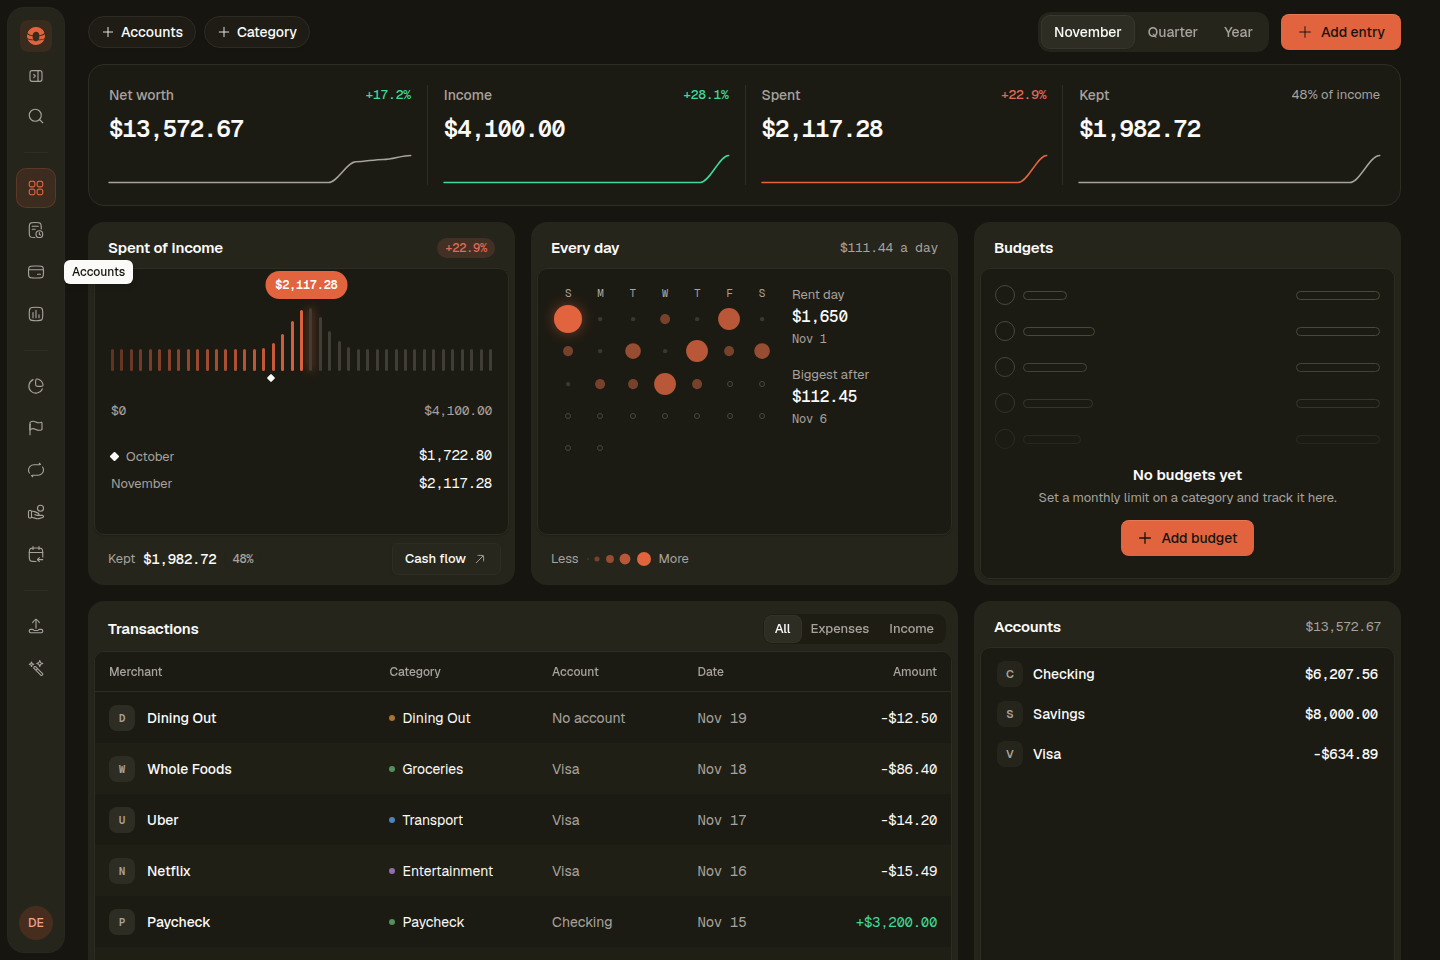 Accounts
Category
November
Quarter
Year
Add entry
Net worth
+17.2%
$13,572.67
Income
+28.1%
$4,100.00
Spent
+22.9%
$2,117.28
Kept
48% of income
$1,982.72
Spent of Income
+22.9%
Accounts
$2,117.28
$0
$4,100.00
October
$1,722.80
November
$2,117.28
Kept
$1,982.72
48%
Cash flow
Every day
$111.44 a day
S M T W T F S
Rent day
$1,650
Nov 1
Biggest after
$112.45
Nov 6
Less
More
Budgets
No budgets yet
Set a monthly limit on a category and track it here.
Add budget
Transactions
All
Expenses
Income
Merchant Category Account Date Amount
D Dining Out Dining Out No account Nov 19 -$12.50
W Whole Foods Groceries Visa Nov 18 -$86.40
U Uber Transport Visa Nov 17 -$14.20
N Netflix Entertainment Visa Nov 16 -$15.49
P Paycheck Paycheck Checking Nov 15 +$3,200.00
Accounts
$13,572.67
C Checking $6,207.56
S Savings $8,000.00
V Visa -$634.89
DE